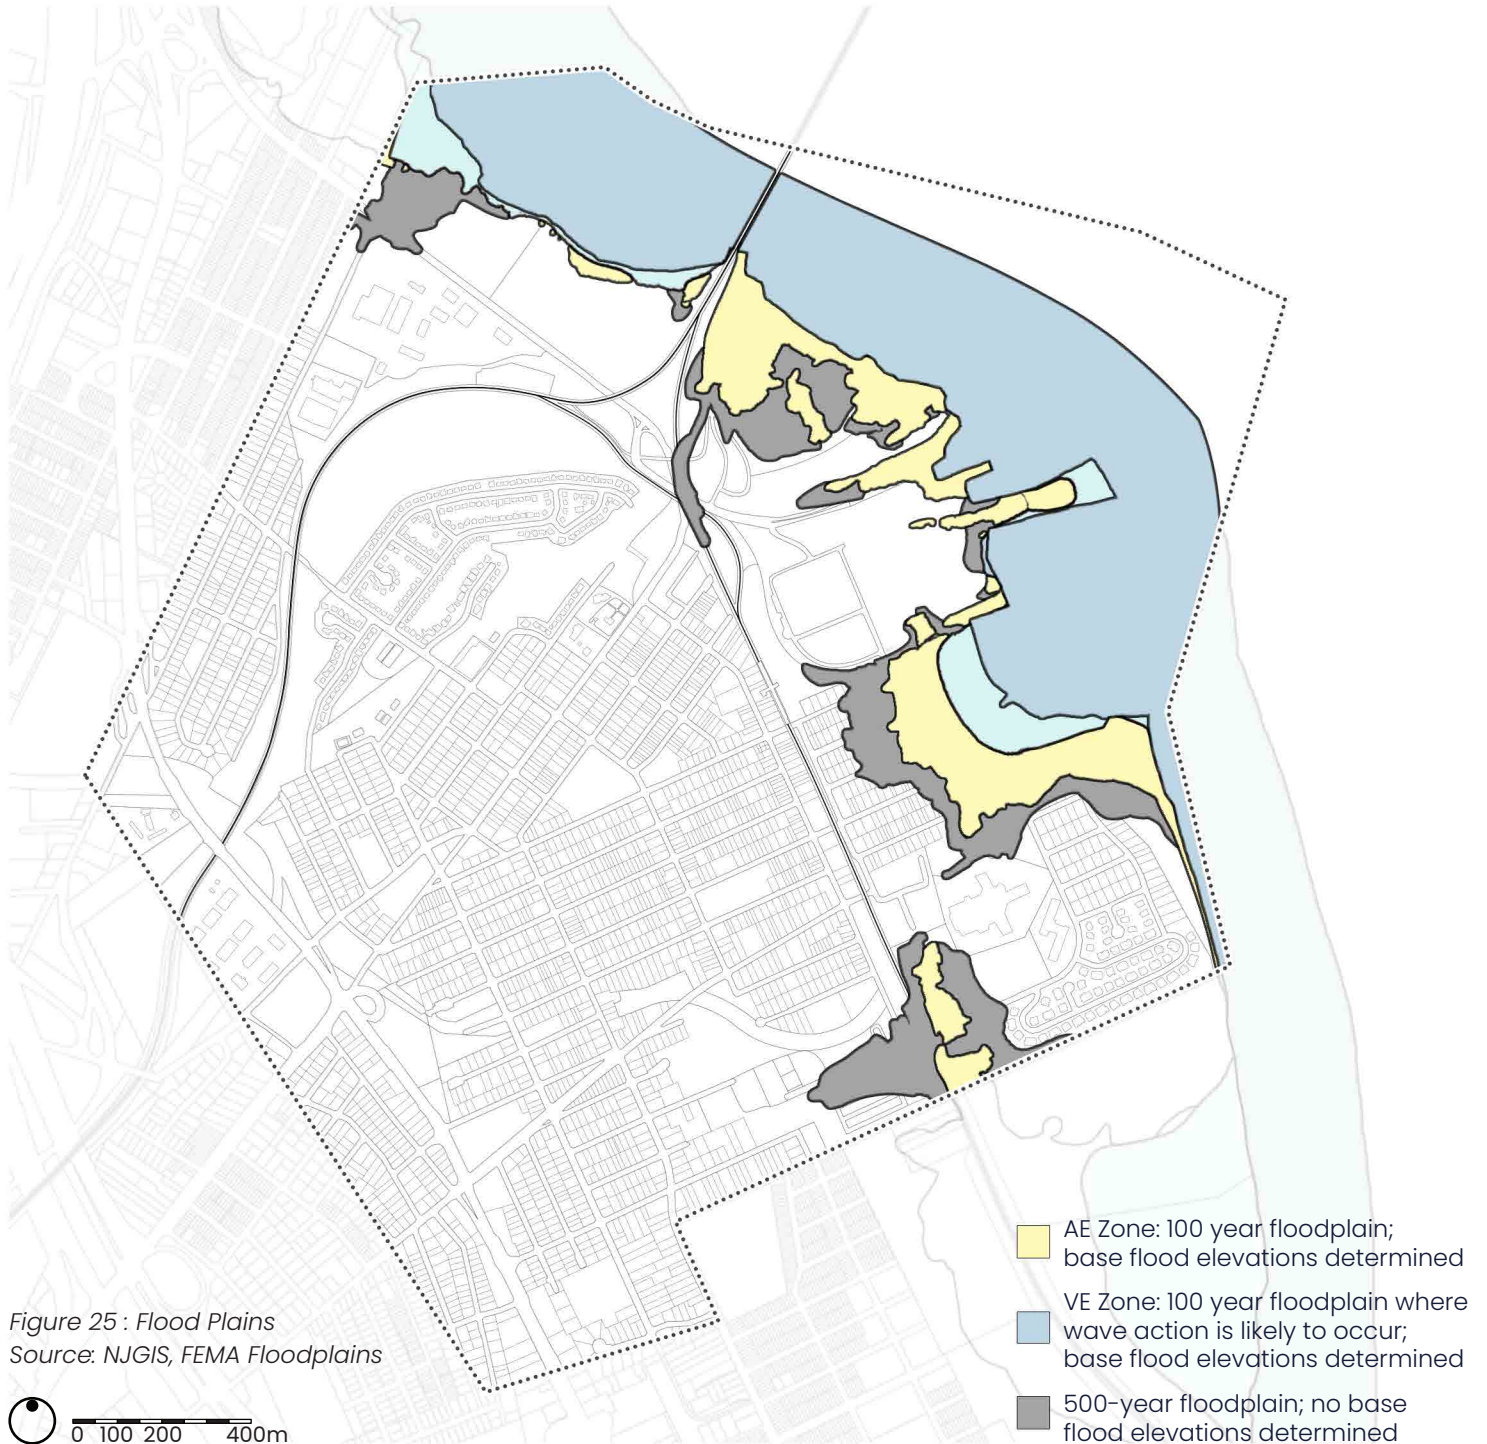 AE Zone: 100 year floodplain;
base flood elevations determined
VE Zone: 100 year floodplain where
wave action is likely to occur;
base flood elevations determined
500-year floodplain; no base
flood elevations determined
Figure 25 : Flood Plains
Source: NJGIS, FEMA Floodplains
0 100 200 400m